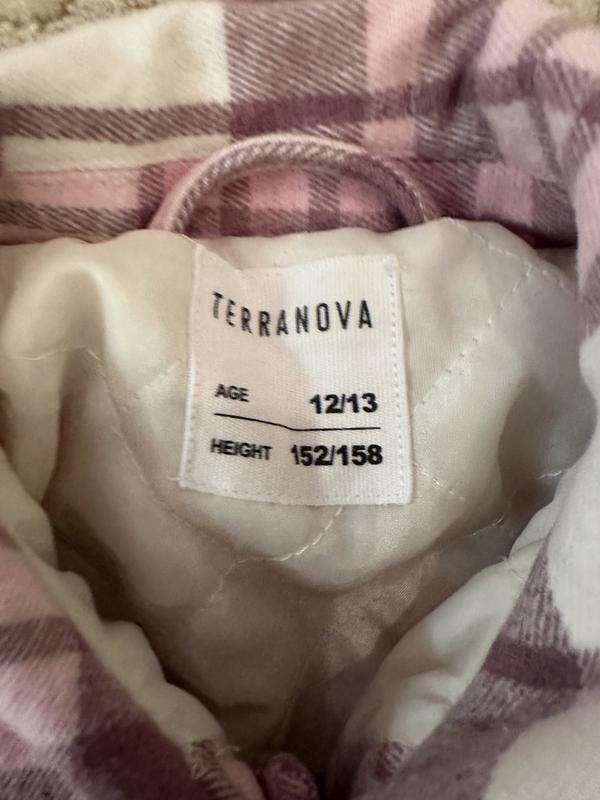 TERRANOVA
AGE 12/13
HEIGHT 152/158